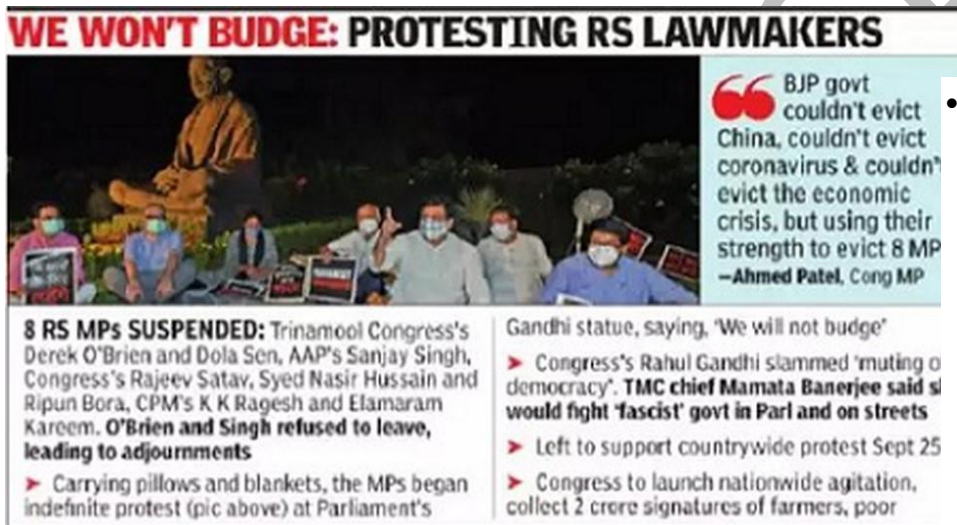 WE WON'T BUDGE: PROTESTING RS LAWMAKERS
BJP govt
couldn't evict
China, couldn't evict
coronavirus & couldn'
evict the economic
crisis, but using their
strength to evict 8 MP
–Ahmed Patel, Cong MP
8 RS MPs SUSPENDED: Trinamool Congress's
Derek O'Brien and Dola Sen, AAP's Sanjay Singh,
Congress's Rajeev Satav, Syed Nasir Hussain and
Ripun Bora, CPM's K K Ragesh and Elamaram
Kareem. O'Brien and Singh refused to leave,
leading to adjournments
➤ Carrying pillows and blankets, the MPs began
indefinite protest (pic above) at Parliament's
Gandhi statue, saying, 'We will not budge'
➤ Congress's Rahul Gandhi slammed 'muting o
democracy'. TMC chief Mamata Banerjee said s
would fight 'fascist' govt in Parl and on streets
➤ Left to support countrywide protest Sept 25
➤ Congress to launch nationwide agitation,
collect 2 crore signatures of farmers, poor